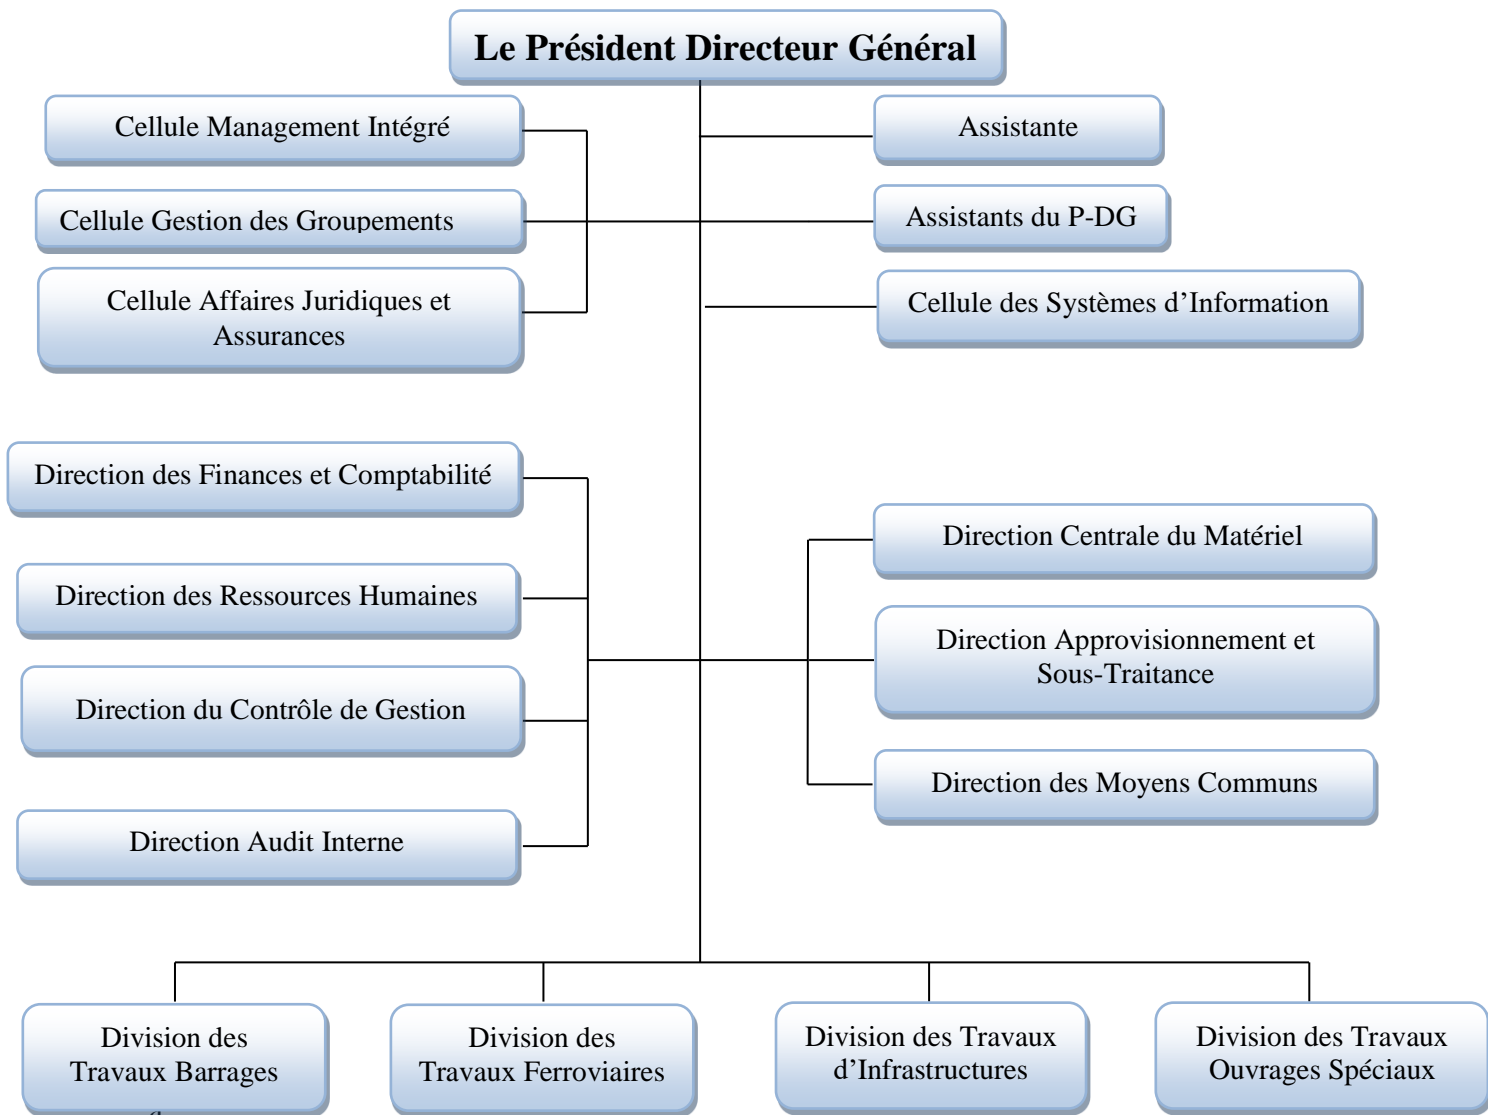 Le Président Directeur Général
Cellule Management Intégré
Assistante
Cellule Gestion des Groupements
Assistants du P-DG
Cellule Affaires Juridiques et
Assurances
Cellule des Systèmes d’Information
Direction des Finances et Comptabilité
Direction Centrale du Matériel
Direction des Ressources Humaines
Direction Approvisionnement et
Sous-Traitance
Direction du Contrôle de Gestion
Direction des Moyens Communs
Direction Audit Interne
Division des
Travaux Barrages
Division des
Travaux Ferroviaires
Division des Travaux
d’Infrastructures
Division des Travaux
Ouvrages Spéciaux